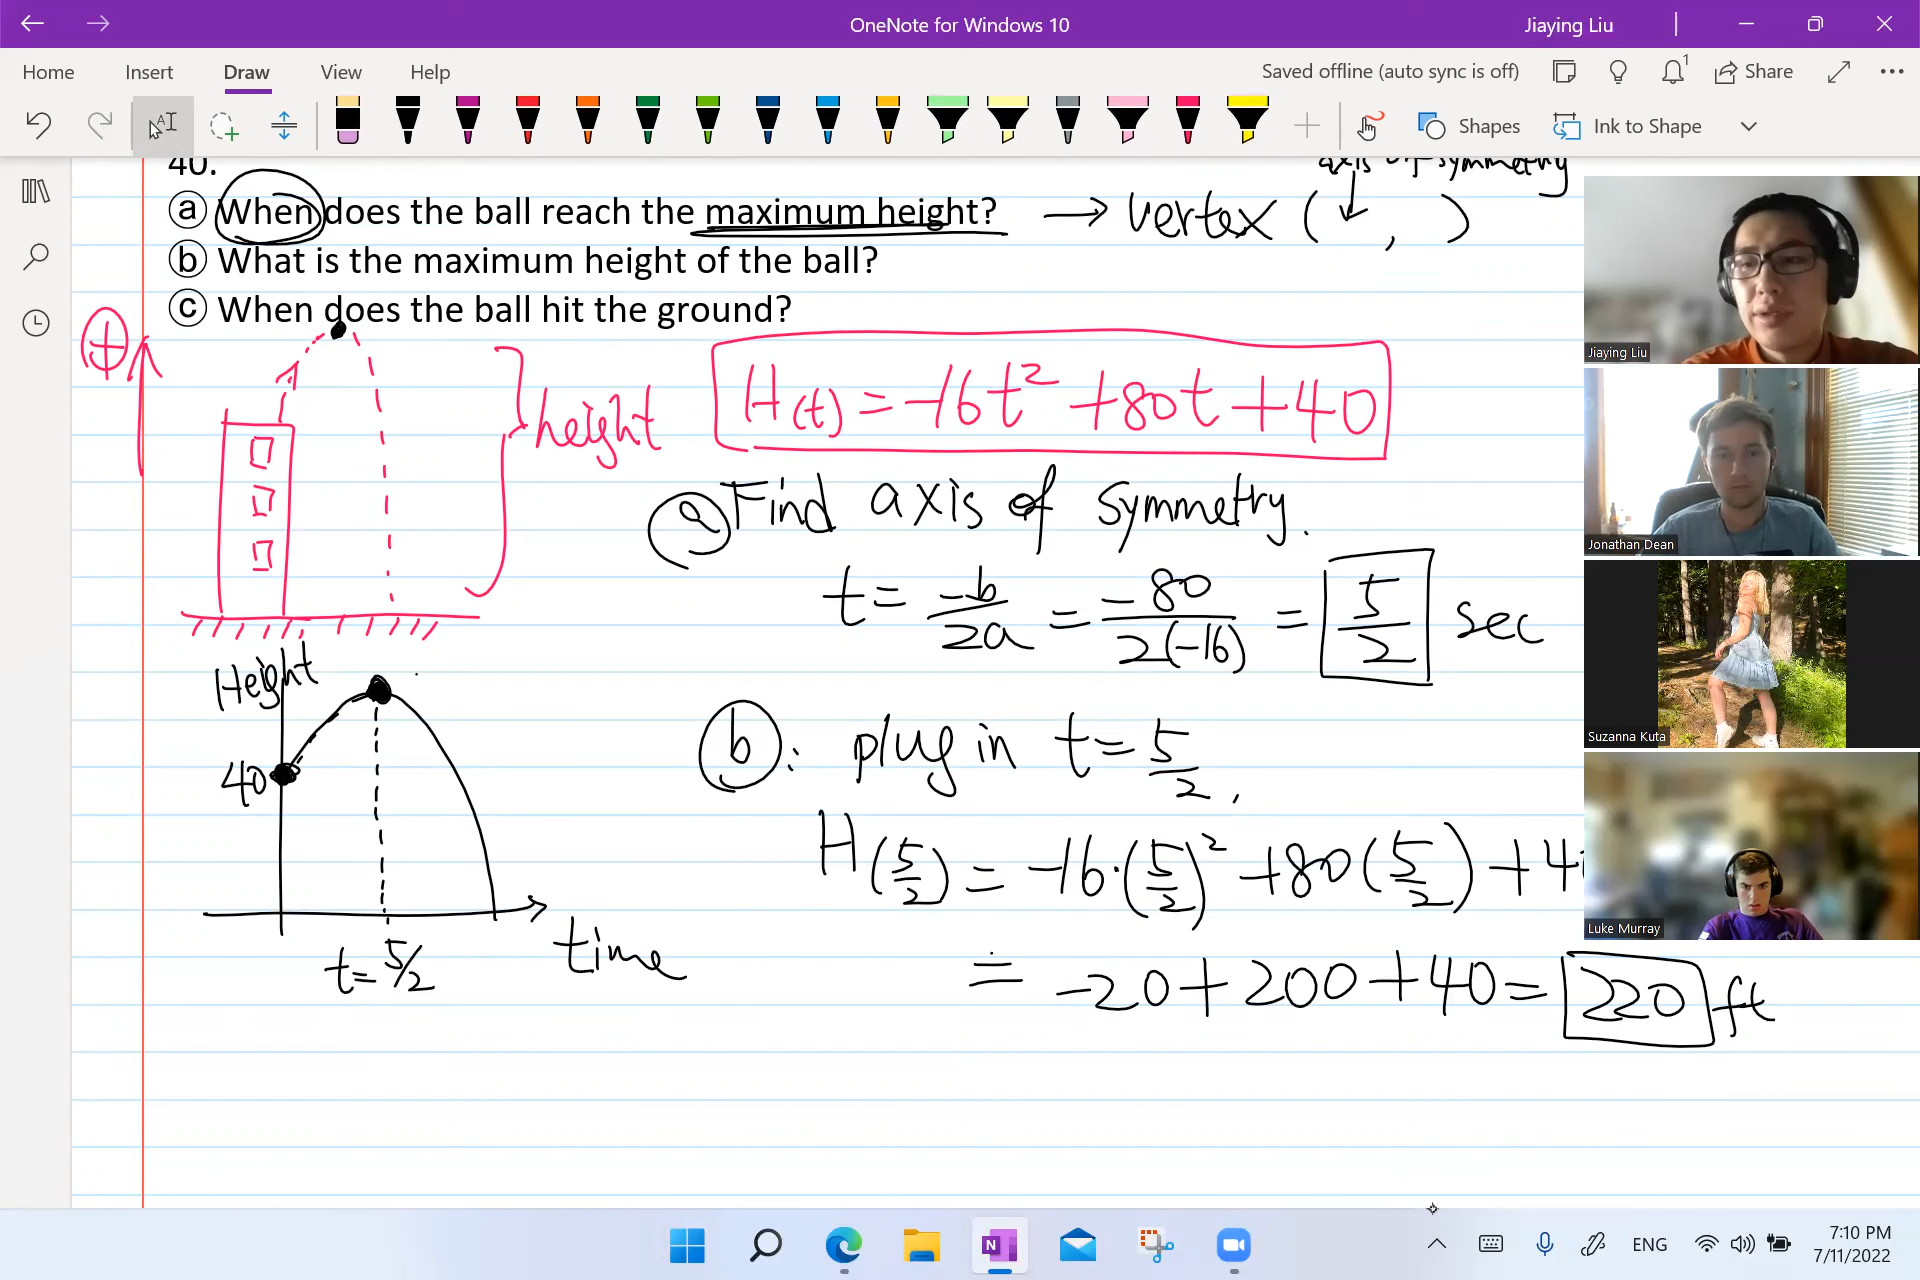 OneNote for Windows 10
Jiaying Liu
Home Insert Draw View Help
Saved offline (auto sync is off)
1
Share
Shapes
Ink to Shape
40.
axis of symmetry
ⓐ When does the ball reach the maximum height? → vertex ( , )
ⓑ What is the maximum height of the ball?
ⓒ When does the ball hit the ground?
+
height
H(t) = -16t² + 80t + 40
ⓐ Find axis of symmetry.
t = -b/2a = -80/2(-16) = 5/2 sec
Height
40
t = 5/2
time
ⓑ: plug in t = 5/2,
H(5/2) = -16·(5/2)² + 80(5/2) + 4
= -20 + 200 + 40 = 220 ft
Jiaying Liu
Jonathan Dean
Suzanna Kuta
Luke Murray
N
ENG
7:10 PM
7/11/2022